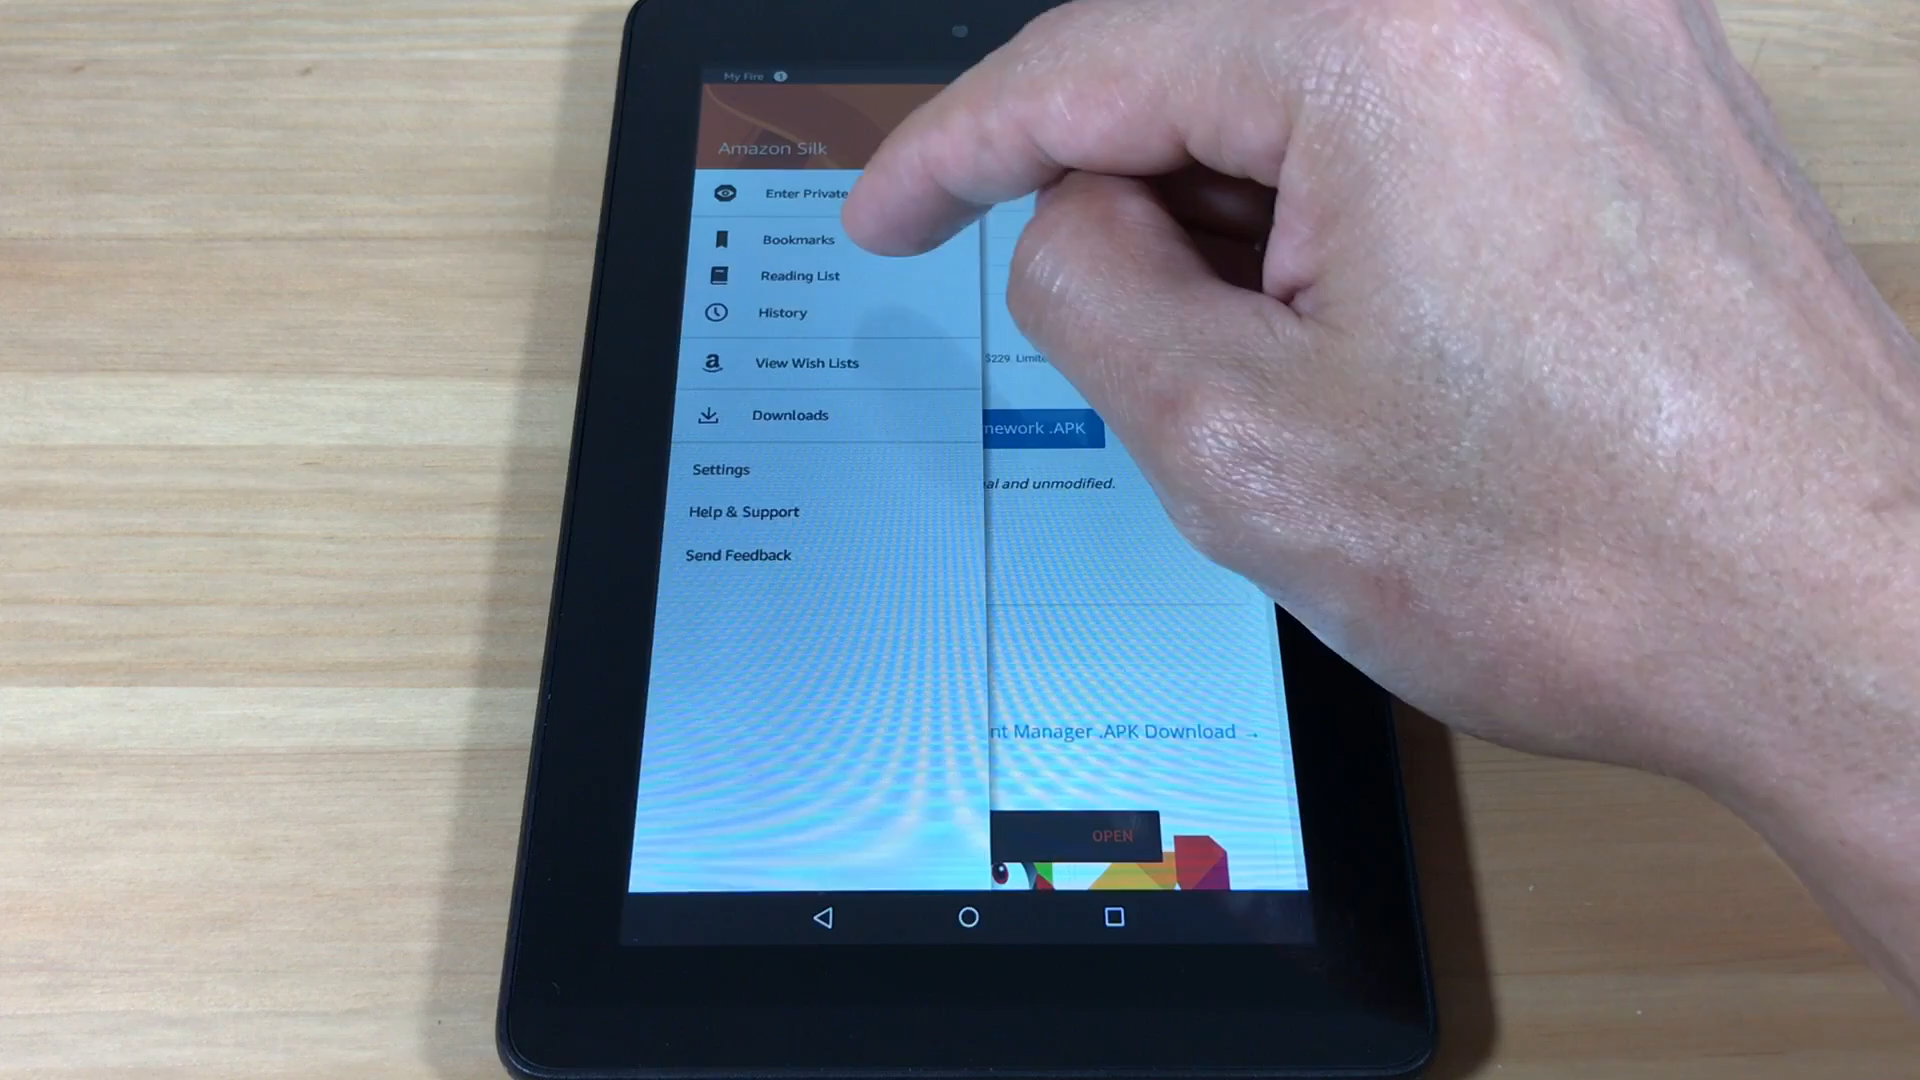 My Fire 1
Amazon Silk
Enter Private
Bookmarks
Reading List
History
$229 Limite
a View Wish Lists
Downloads
nework .APK
Settings
al and unmodified.
Help & Support
Send Feedback
nt Manager .APK Download →
OPEN